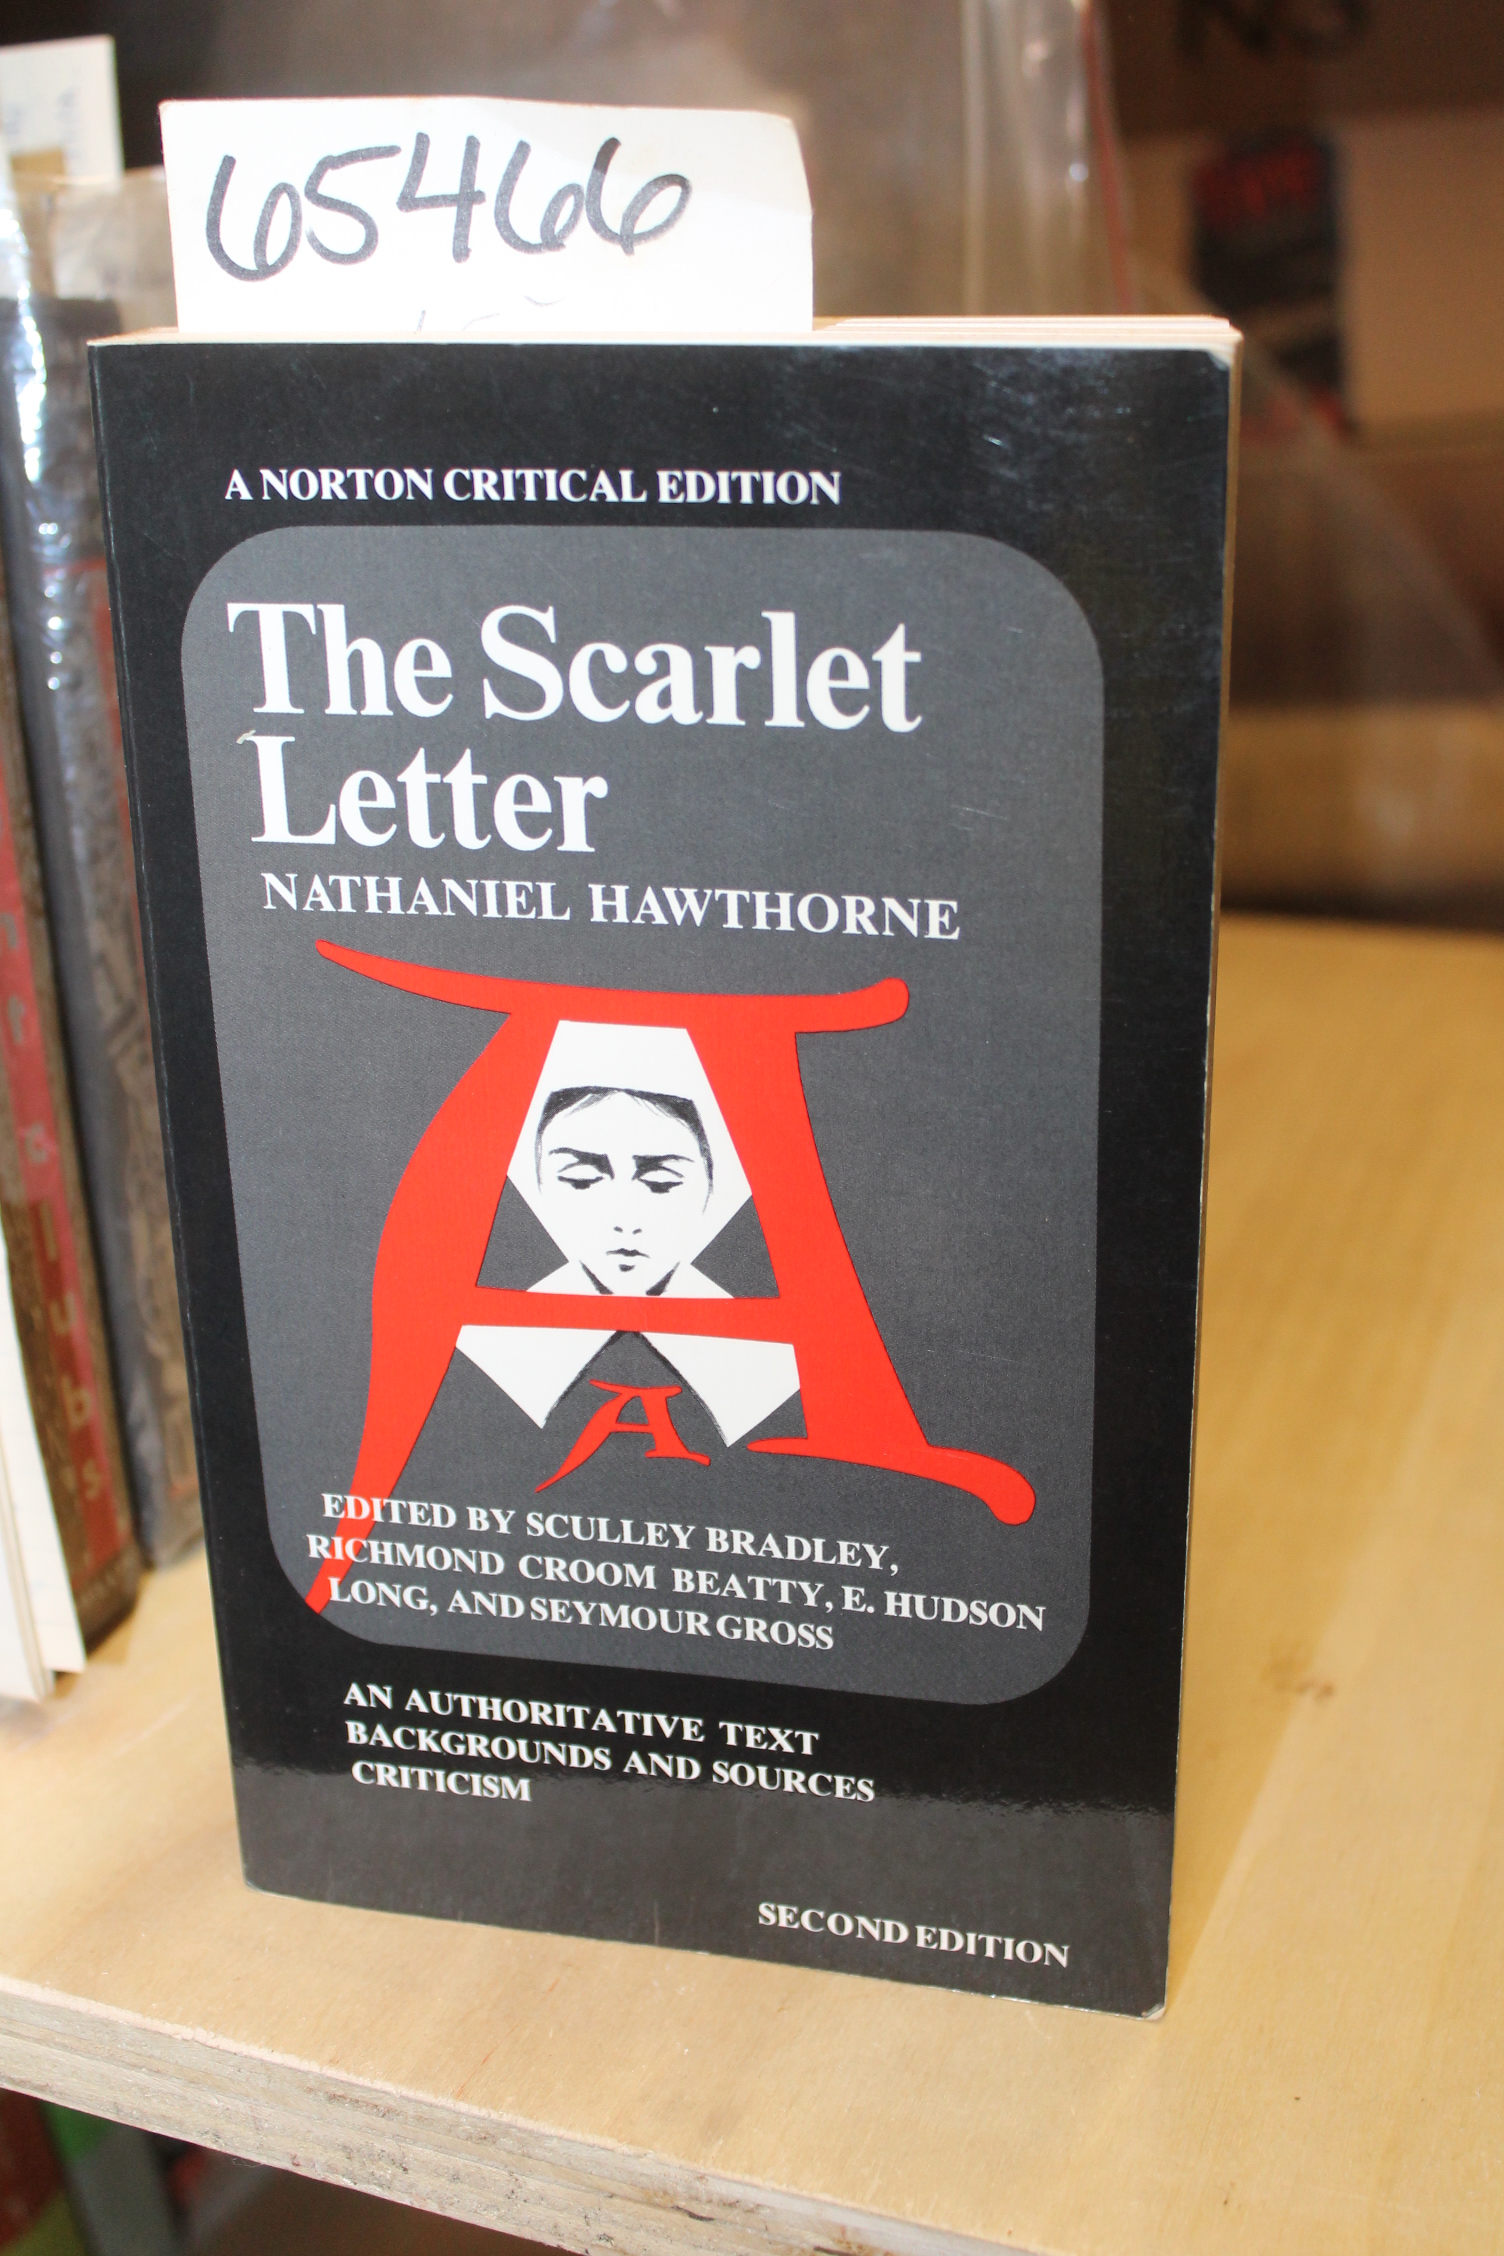 65466
A NORTON CRITICAL EDITION
The Scarlet
Letter
NATHANIEL HAWTHORNE
A
A
EDITED BY SCULLEY BRADLEY,
RICHMOND CROOM BEATTY, E. HUDSON
LONG, AND SEYMOUR GROSS
AN AUTHORITATIVE TEXT
BACKGROUNDS AND SOURCES
CRITICISM
SECOND EDITION